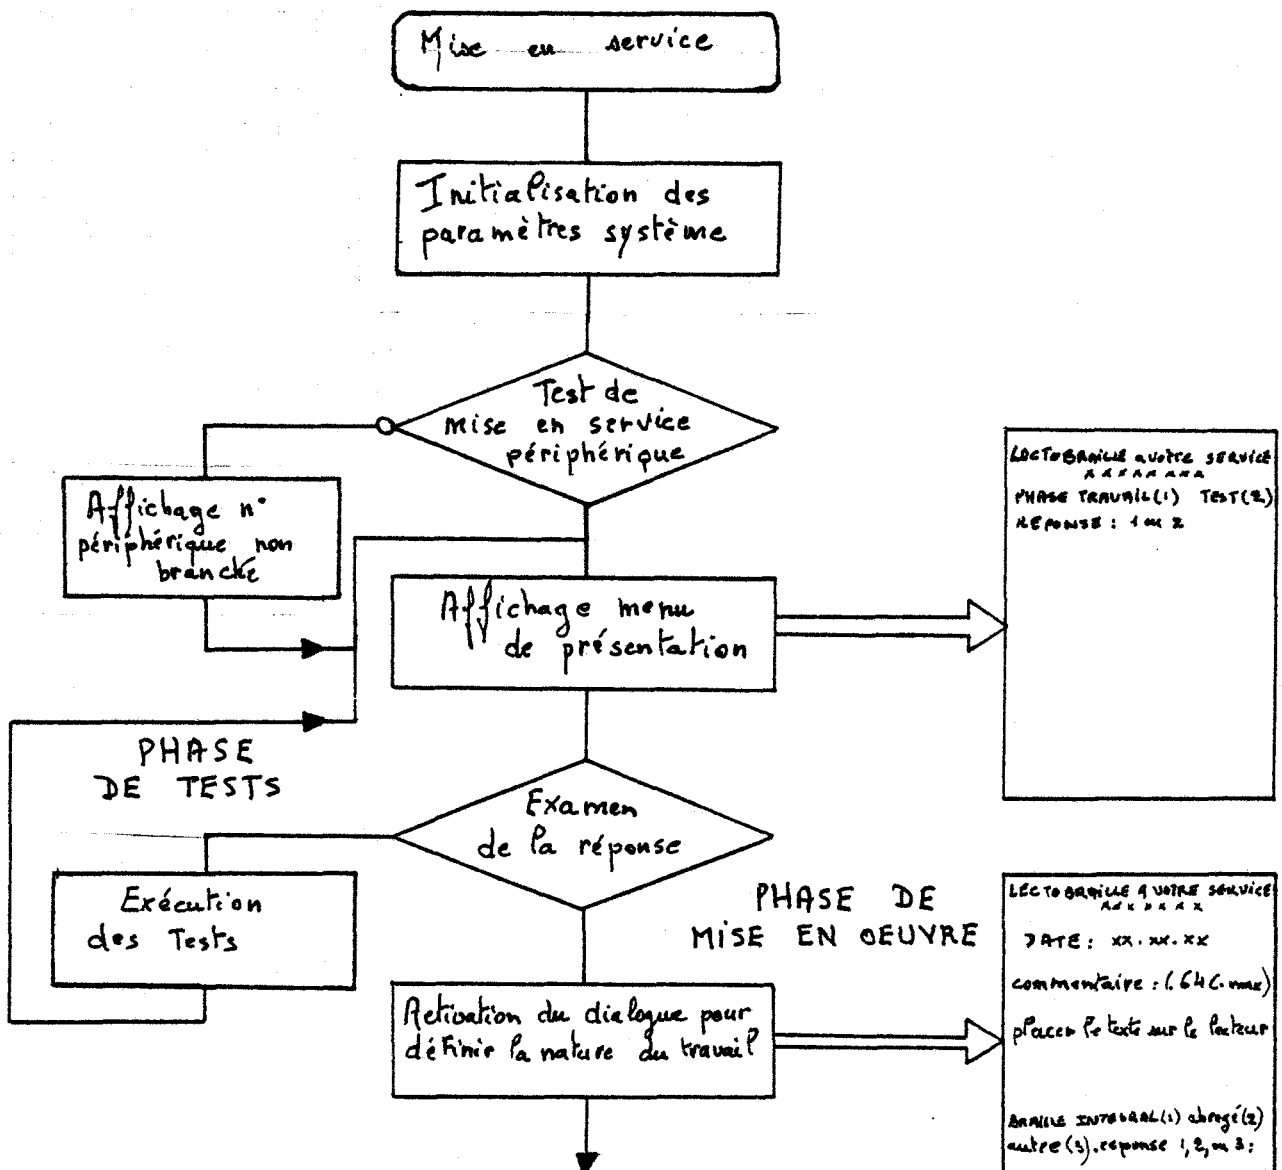 Mise en service
Initialisation des
paramètres système
Test de
mise en service
périphérique
Affichage n°
périphérique non
branché
LECTOBRAILLE a votre SERVICE
x x x x x x x x
PHASE TRAVAIL(1) TEST(2)
REPONSE : 1 ou 2
Affichage menu
de présentation
PHASE
DE TESTS
Examen
de la réponse
Exécution
des Tests
PHASE DE
MISE EN OEUVRE
Activation du dialogue pour
définir la nature du travail
LECTOBRAILLE A VOTRE SERVICE
x x x x x x x
DATE : xx.xx.xx
commentaire : (64 C.max)
placer le texte sur le lecteur
BRAILLE INTEGRAL(1) abrégé(2)
autre(3).réponse 1,2, ou 3: